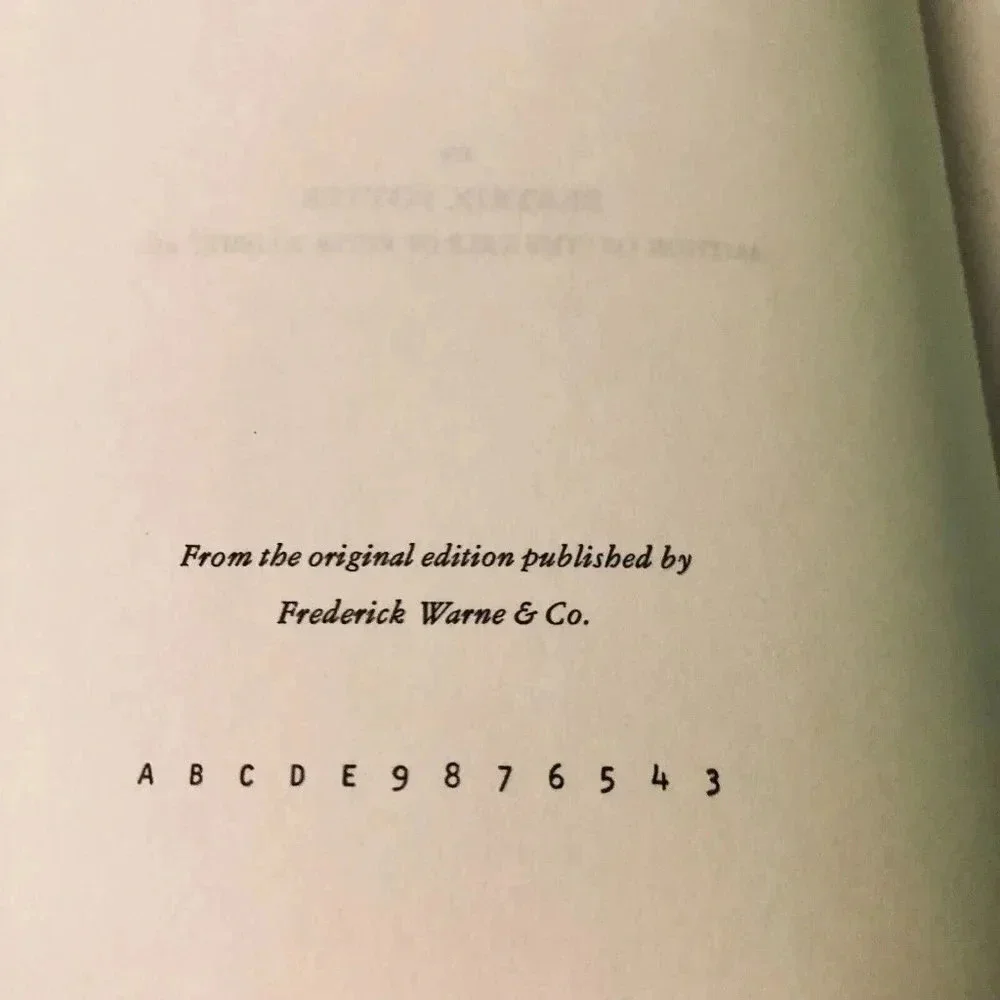 From the original edition published by
Frederick Warne & Co.
A B C D E 9 8 7 6 5 4 3